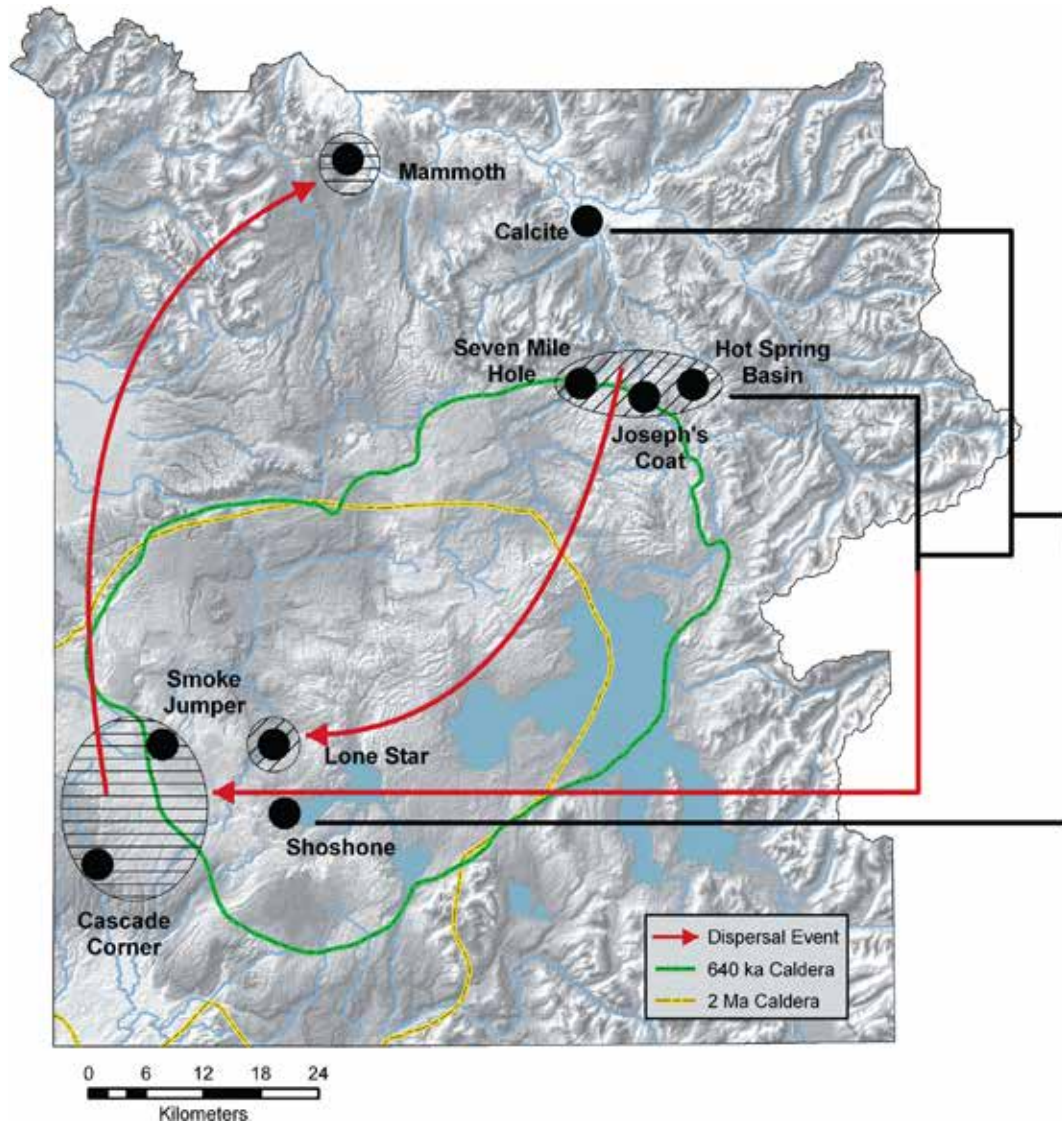 Mammoth
Calcite
Seven Mile
Hole
Hot Spring
Basin
Joseph's
Coat
Smoke
Jumper
Lone Star
Shoshone
Cascade
Corner
Dispersal Event
640 ka Caldera
2 Ma Caldera
0 6 12 18 24
Kilometers